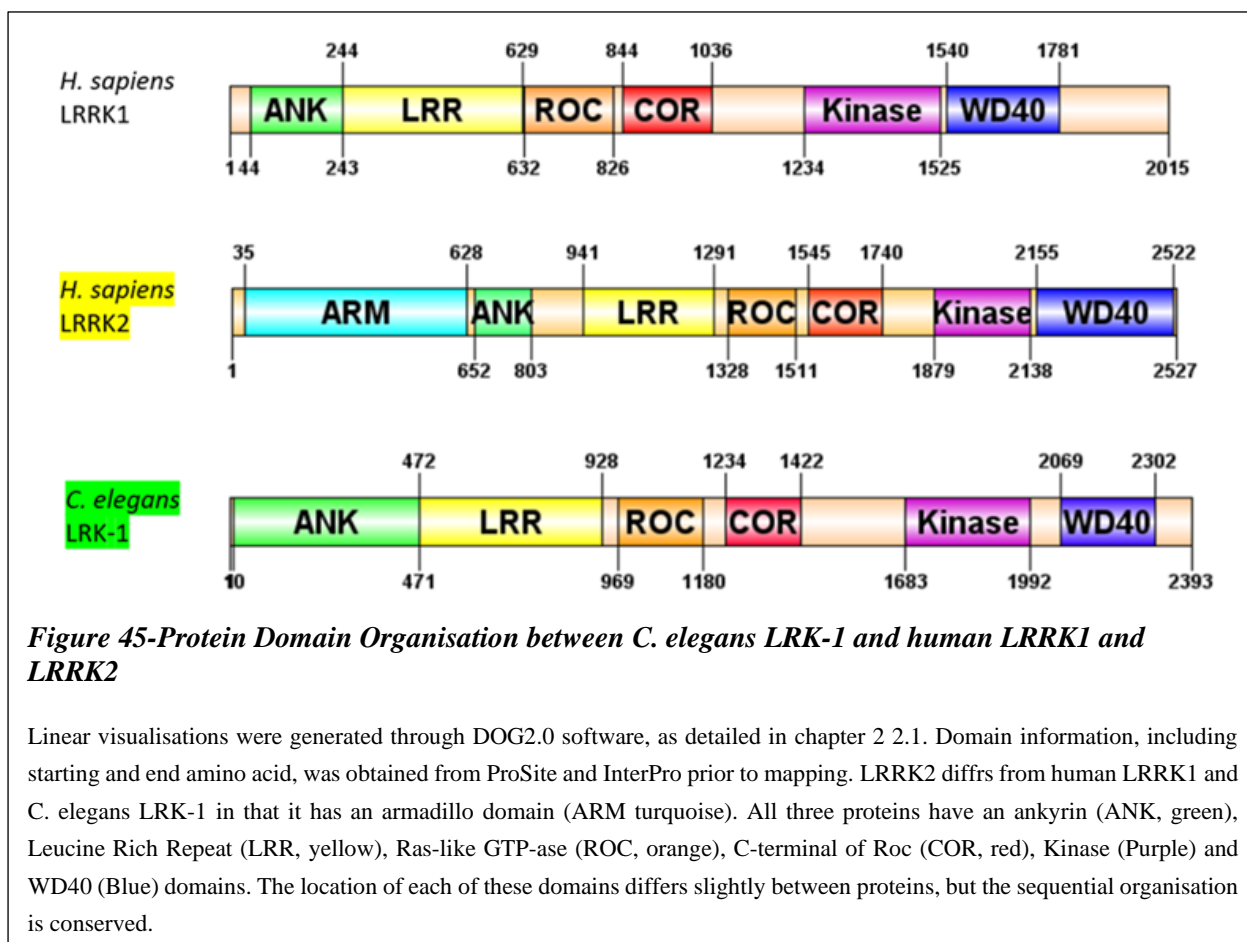 244 629 844 1036 1540 1781
H. sapiens
LRRK1
ANK LRR ROC COR Kinase WD40
1 44 243 632 826 1234 1525 2015
35 628 941 1291 1545 1740 2155 2522
H. sapiens
LRRK2
ARM ANK LRR ROC COR Kinase WD40
1 652 803 1328 1511 1879 2138 2527
472 928 1234 1422 2069 2302
C. elegans
LRK-1
ANK LRR ROC COR Kinase WD40
1 10 471 969 1180 1683 1992 2393
Figure 45-Protein Domain Organisation between C. elegans LRK-1 and human LRRK1 and
LRRK2
Linear visualisations were generated through DOG2.0 software, as detailed in chapter 2 2.1. Domain information, including
starting and end amino acid, was obtained from ProSite and InterPro prior to mapping. LRRK2 diffrs from human LRRK1 and
C. elegans LRK-1 in that it has an armadillo domain (ARM turquoise). All three proteins have an ankyrin (ANK, green),
Leucine Rich Repeat (LRR, yellow), Ras-like GTP-ase (ROC, orange), C-terminal of Roc (COR, red), Kinase (Purple) and
WD40 (Blue) domains. The location of each of these domains differs slightly between proteins, but the sequential organisation
is conserved.